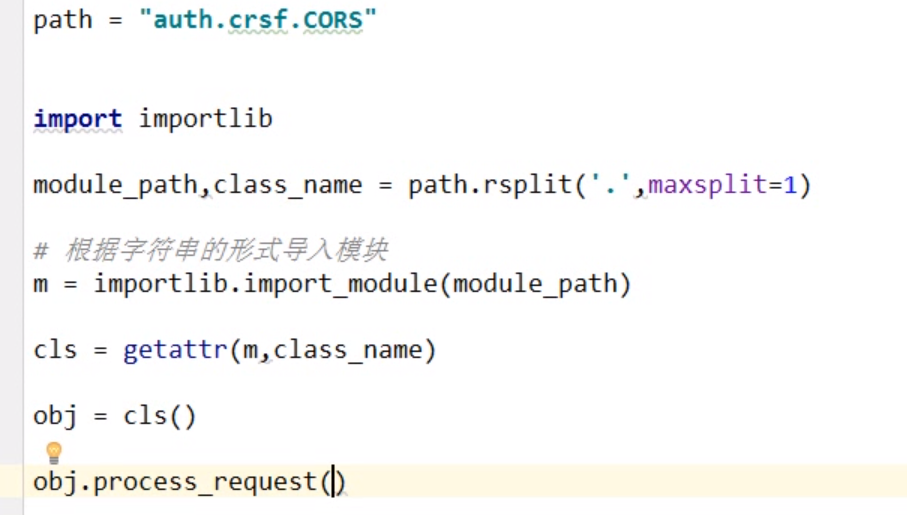 path = "auth.crsf.CORS"
import importlib
module_path,class_name = path.rsplit('.',maxsplit=1)
# 根据字符串的形式导入模块
m = importlib.import_module(module_path)
cls = getattr(m,class_name)
obj = cls()
obj.process_request()